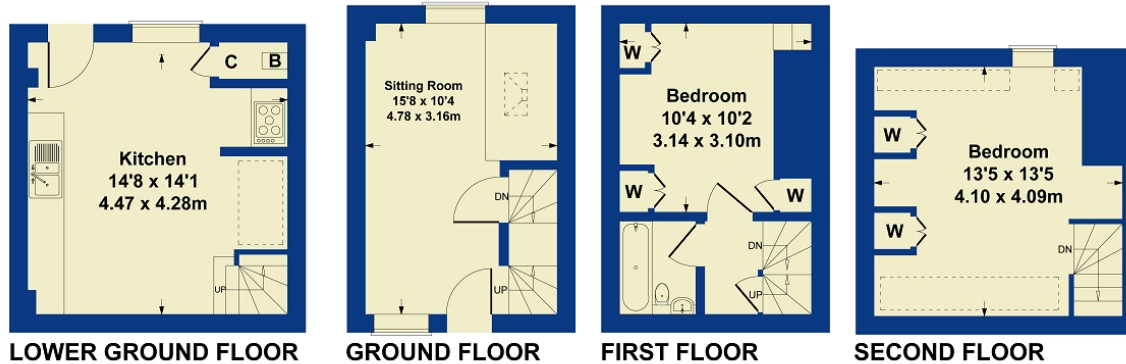 C
B
Kitchen
14'8 x 14'1
4.47 x 4.28m
UP
LOWER GROUND FLOOR
Sitting Room
15'8 x 10'4
4.78 x 3.16m
DN
UP
GROUND FLOOR
W
Bedroom
10'4 x 10'2
3.14 x 3.10m
W
W
DN
UP
FIRST FLOOR
W
Bedroom
13'5 x 13'5
4.10 x 4.09m
W
DN
SECOND FLOOR